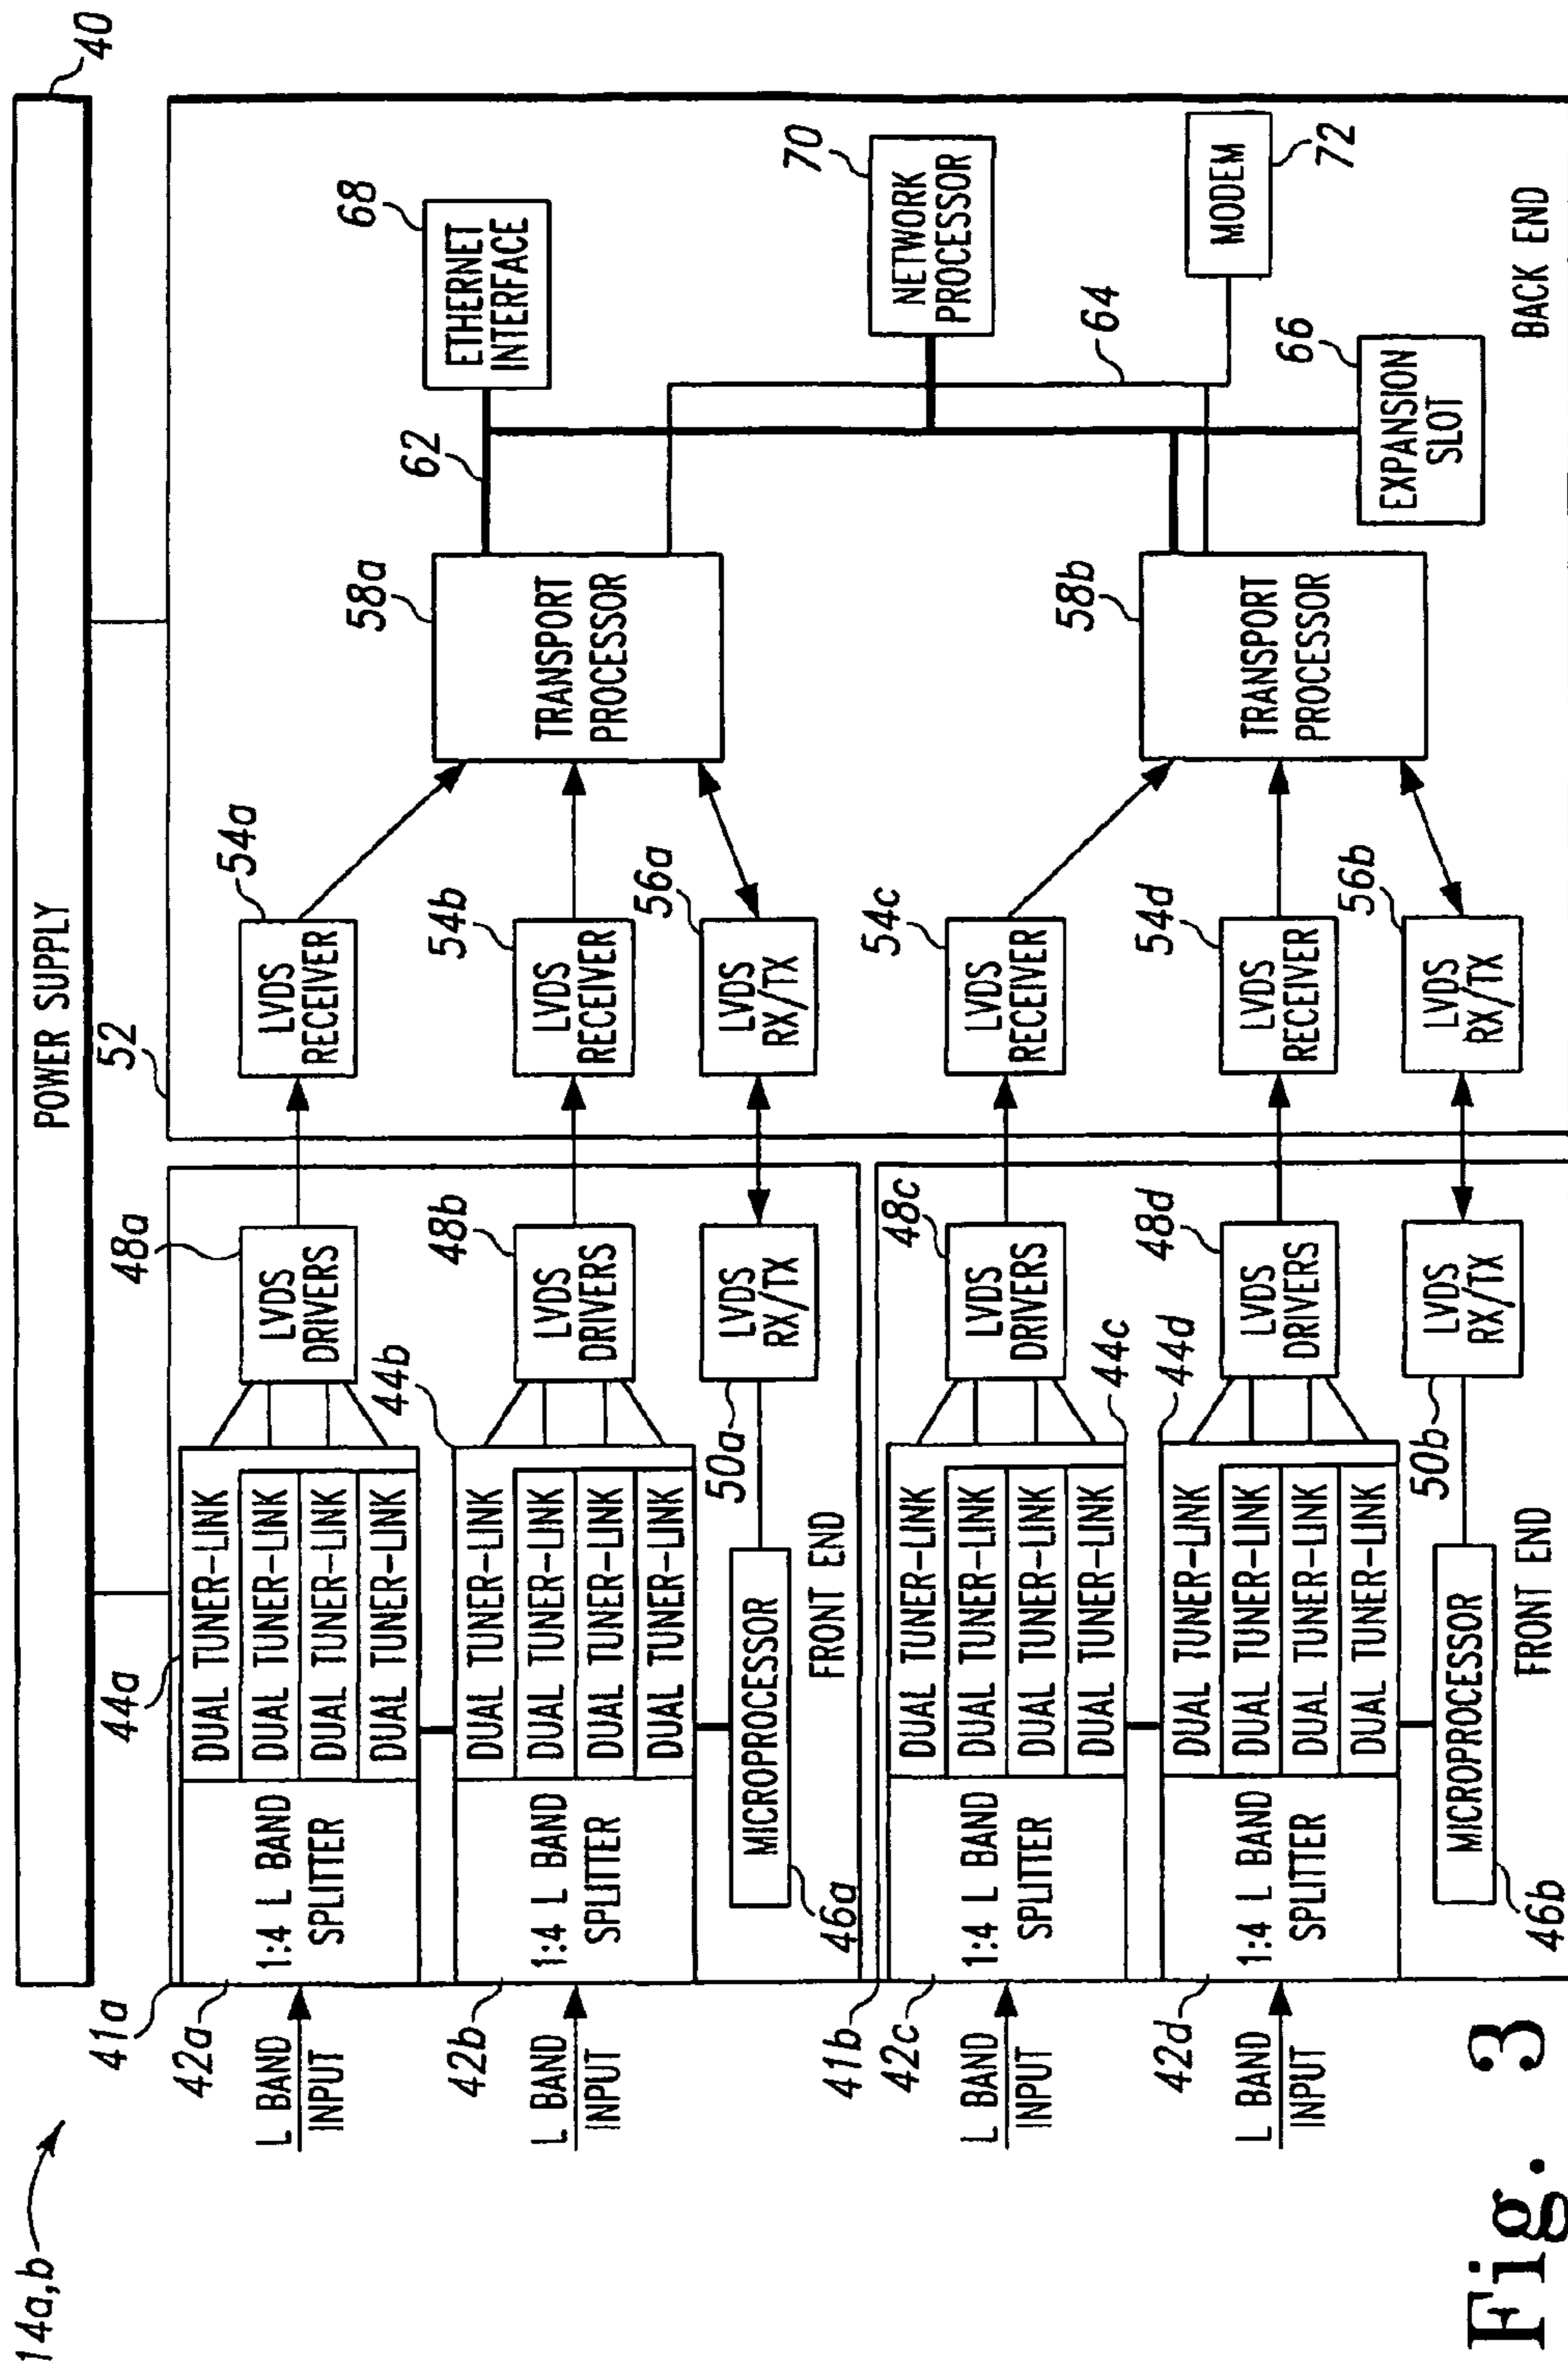 14a,b
POWER SUPPLY
40
41a
42a
L BAND
INPUT
1:4 L BAND
SPLITTER
44a
DUAL TUNER-LINK
DUAL TUNER-LINK
DUAL TUNER-LINK
DUAL TUNER-LINK
48a
LVDS
DRIVERS
52
LVDS
RECEIVER
54a
42b
L BAND
INPUT
1:4 L BAND
SPLITTER
44b
DUAL TUNER-LINK
DUAL TUNER-LINK
DUAL TUNER-LINK
DUAL TUNER-LINK
48b
LVDS
DRIVERS
LVDS
RECEIVER
54b
46a
MICROPROCESSOR
50a
LVDS
RX/TX
LVDS
RX/TX
56a
FRONT END
58a
TRANSPORT
PROCESSOR
62
68
ETHERNET
INTERFACE
70
NETWORK
PROCESSOR
41b
42c
L BAND
INPUT
1:4 L BAND
SPLITTER
44c
DUAL TUNER-LINK
DUAL TUNER-LINK
DUAL TUNER-LINK
DUAL TUNER-LINK
48c
LVDS
DRIVERS
LVDS
RECEIVER
54c
42d
L BAND
INPUT
1:4 L BAND
SPLITTER
44d
DUAL TUNER-LINK
DUAL TUNER-LINK
DUAL TUNER-LINK
DUAL TUNER-LINK
48d
LVDS
DRIVERS
LVDS
RECEIVER
54d
46b
MICROPROCESSOR
50b
LVDS
RX/TX
LVDS
RX/TX
56b
FRONT END
58b
TRANSPORT
PROCESSOR
64
MODEM
72
66
EXPANSION
SLOT
BACK END
Fig. 3